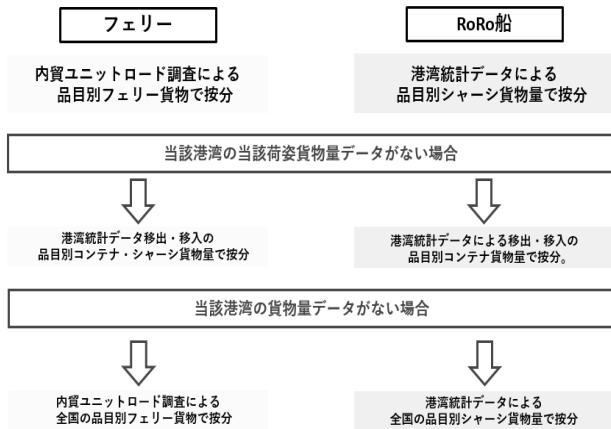 フェリー
RoRo船
内貿ユニットロード調査による
品目別フェリー貨物で按分
港湾統計データによる
品目別シャーシ貨物量で按分
当該港湾の当該荷姿貨物量データがない場合
港湾統計データ移出・移入の
品目別コンテナ・シャーシ貨物量で按分
港湾統計データによる移出・移入の
品目別コンテナ貨物量で按分。
当該港湾の貨物量データがない場合
内貿ユニットロード調査による
全国の品目別フェリー貨物で按分
港湾統計データによる
全国の品目別シャーシ貨物量で按分